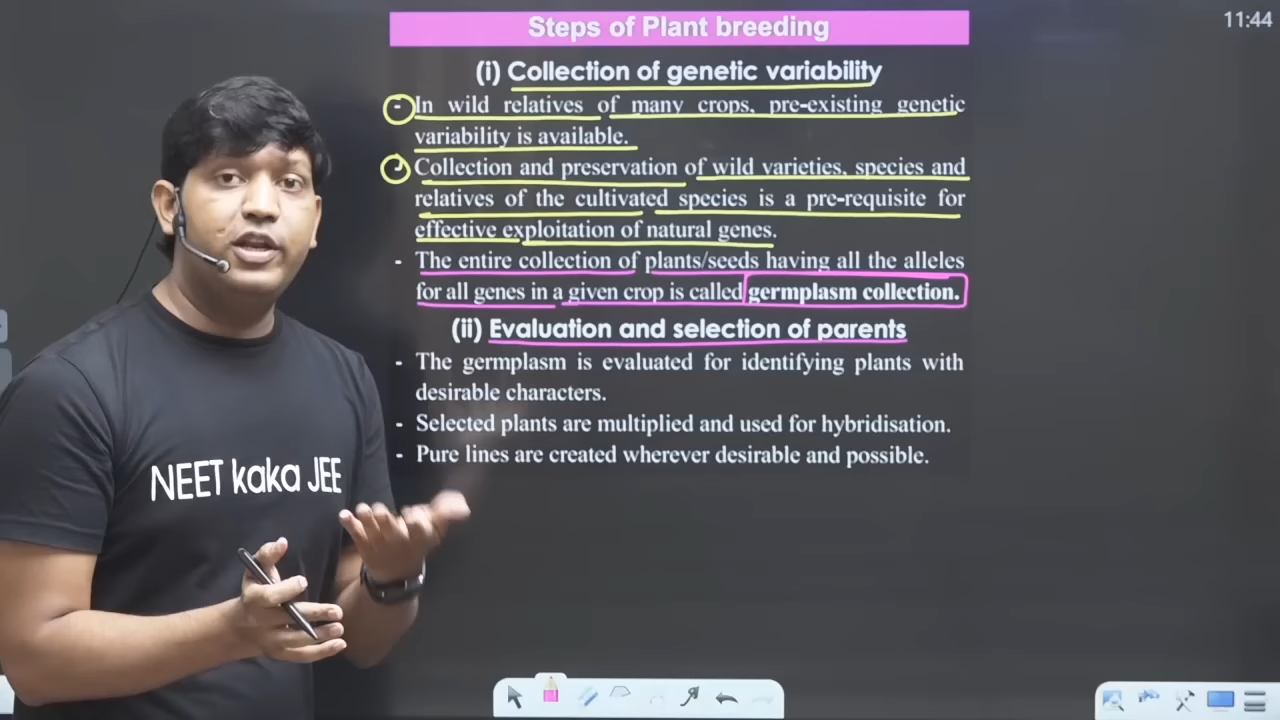 11:44
Steps of Plant breeding
(i) Collection of genetic variability
- In wild relatives of many crops, pre-existing genetic
variability is available.
Collection and preservation of wild varieties, species and
relatives of the cultivated species is a pre-requisite for
effective exploitation of natural genes.
- The entire collection of plants/seeds having all the alleles
for all genes in a given crop is called germplasm collection.
(ii) Evaluation and selection of parents
- The germplasm is evaluated for identifying plants with
desirable characters.
- Selected plants are multiplied and used for hybridisation.
- Pure lines are created wherever desirable and possible.
NEET kaka JEE